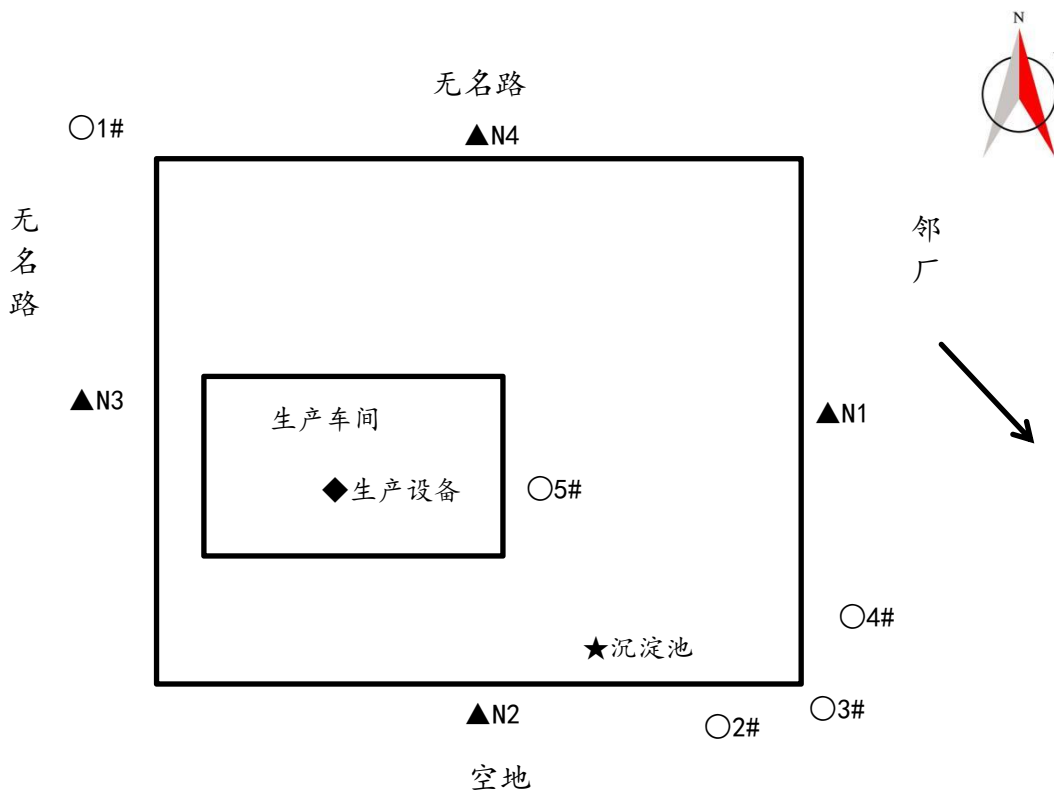 N
无名路
○1#
▲N4
无名路
邻厂
▲N3
生产车间
▲N1
◆生产设备
○5#
○4#
★沉淀池
▲N2
○2#
○3#
空地